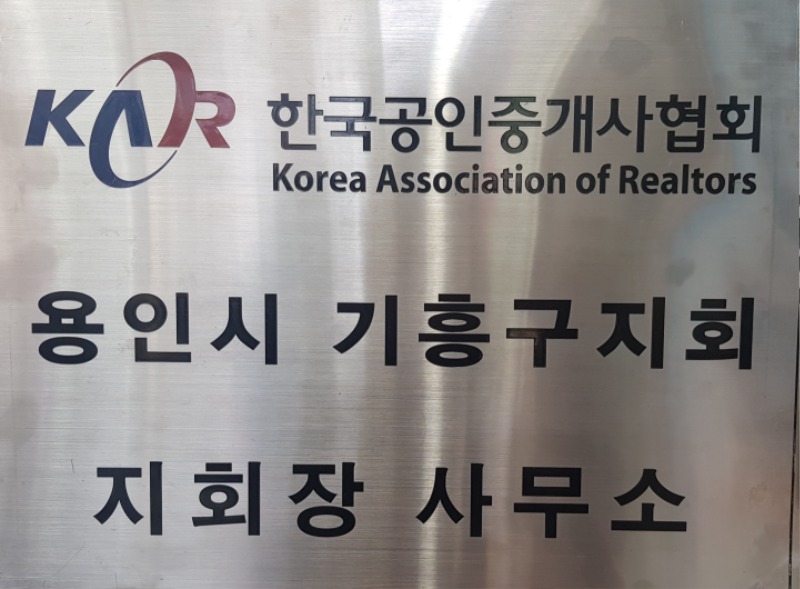 KAR 한국공인중개사협회
Korea Association of Realtors
용인시 기흥구지회
지회장 사무소